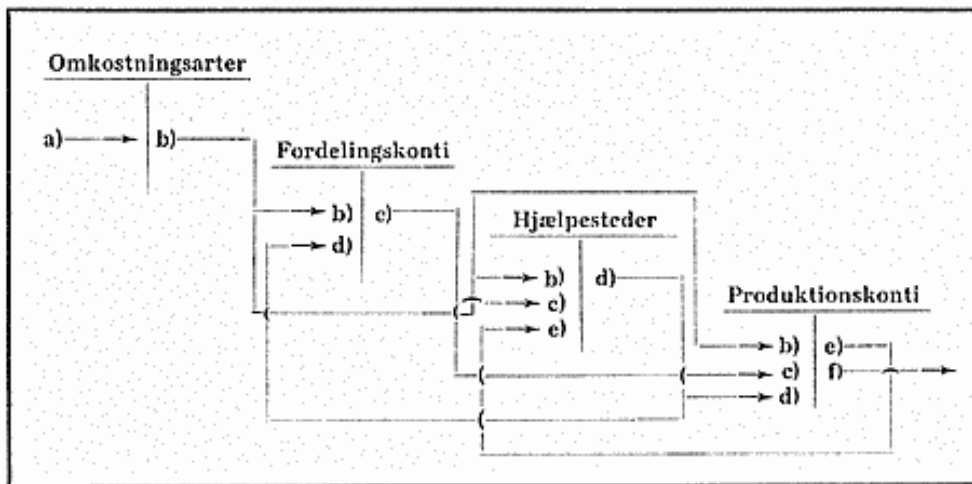 Omkostningsarter
a) b)
Fordelingskonti
b) c)
d)
Hjælpesteder
b) d)
c)
e)
Produktionskonti
b) e)
c) f)
d)